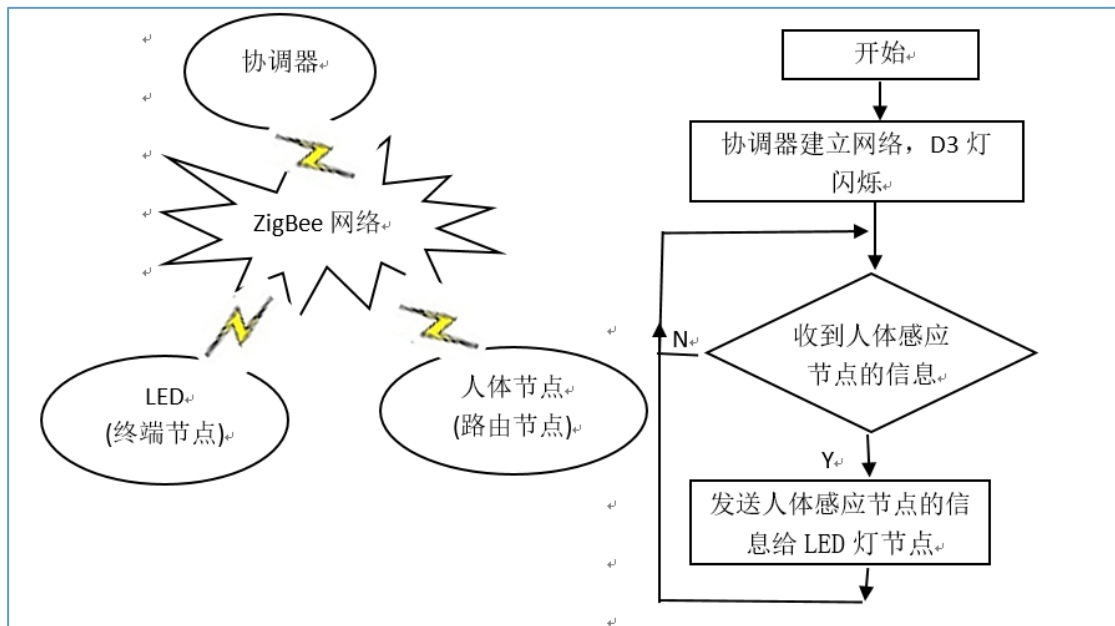 协调器
ZigBee 网络
LED
(终端节点)
人体节点
(路由节点)
开始
协调器建立网络，D3 灯
闪烁
收到人体感应
节点的信息
N
Y
发送人体感应节点的信
息给 LED 灯节点